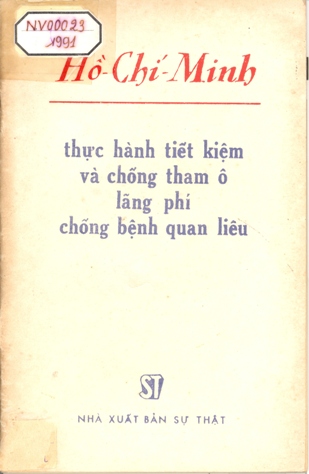 NV00023
1991
Hồ-Chí-Minh
thực hành tiết kiệm
và chống tham ô
lãng phí
chống bệnh quan liêu
ST
NHÀ XUẤT BẢN SỰ THẬT